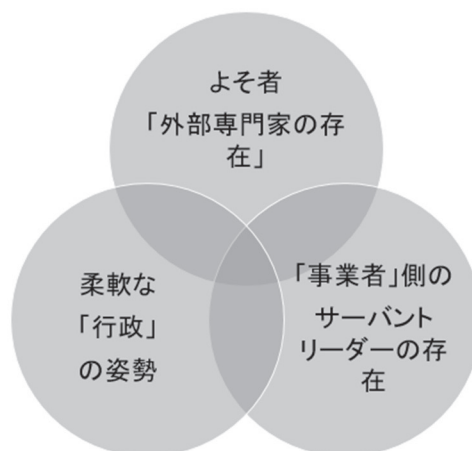 よそ者
「外部専門家の存
在」
柔軟な
「行政」
の姿勢
「事業者」側の
サーバント
リーダーの存
在